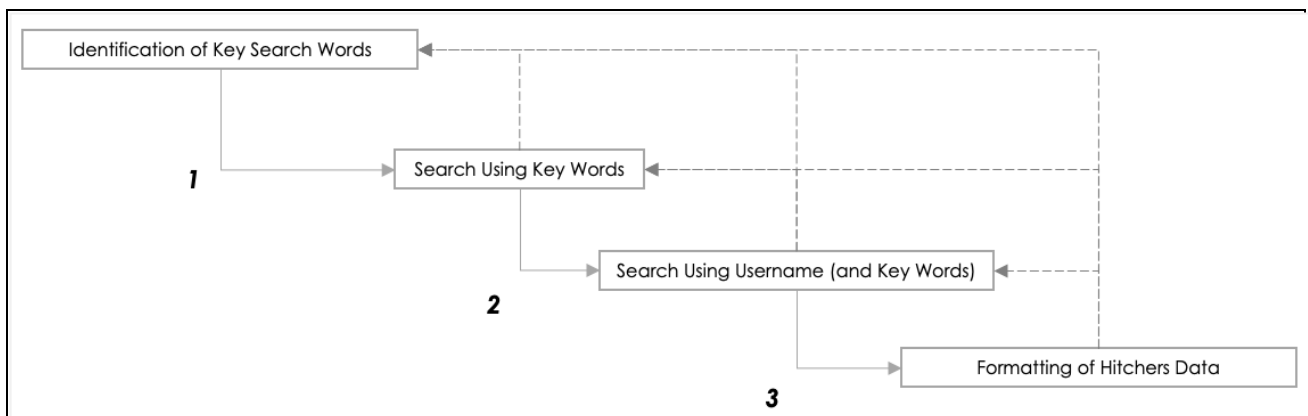 Identification of Key Search Words
1
Search Using Key Words
2
Search Using Username (and Key Words)
3
Formatting of Hitchers Data